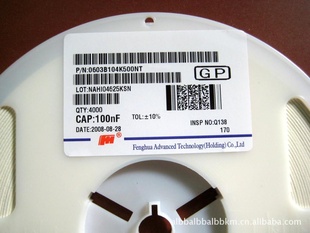 P/N:0603B104K500NT
GP
LOT:NAHI04625KSN
QTY:4000
CAP:100nF
TOL:±10%
DATE:2008-08-28
INSP NO:Q138
170
Fenghua Advanced Technology(Holding) Co.,Ltd